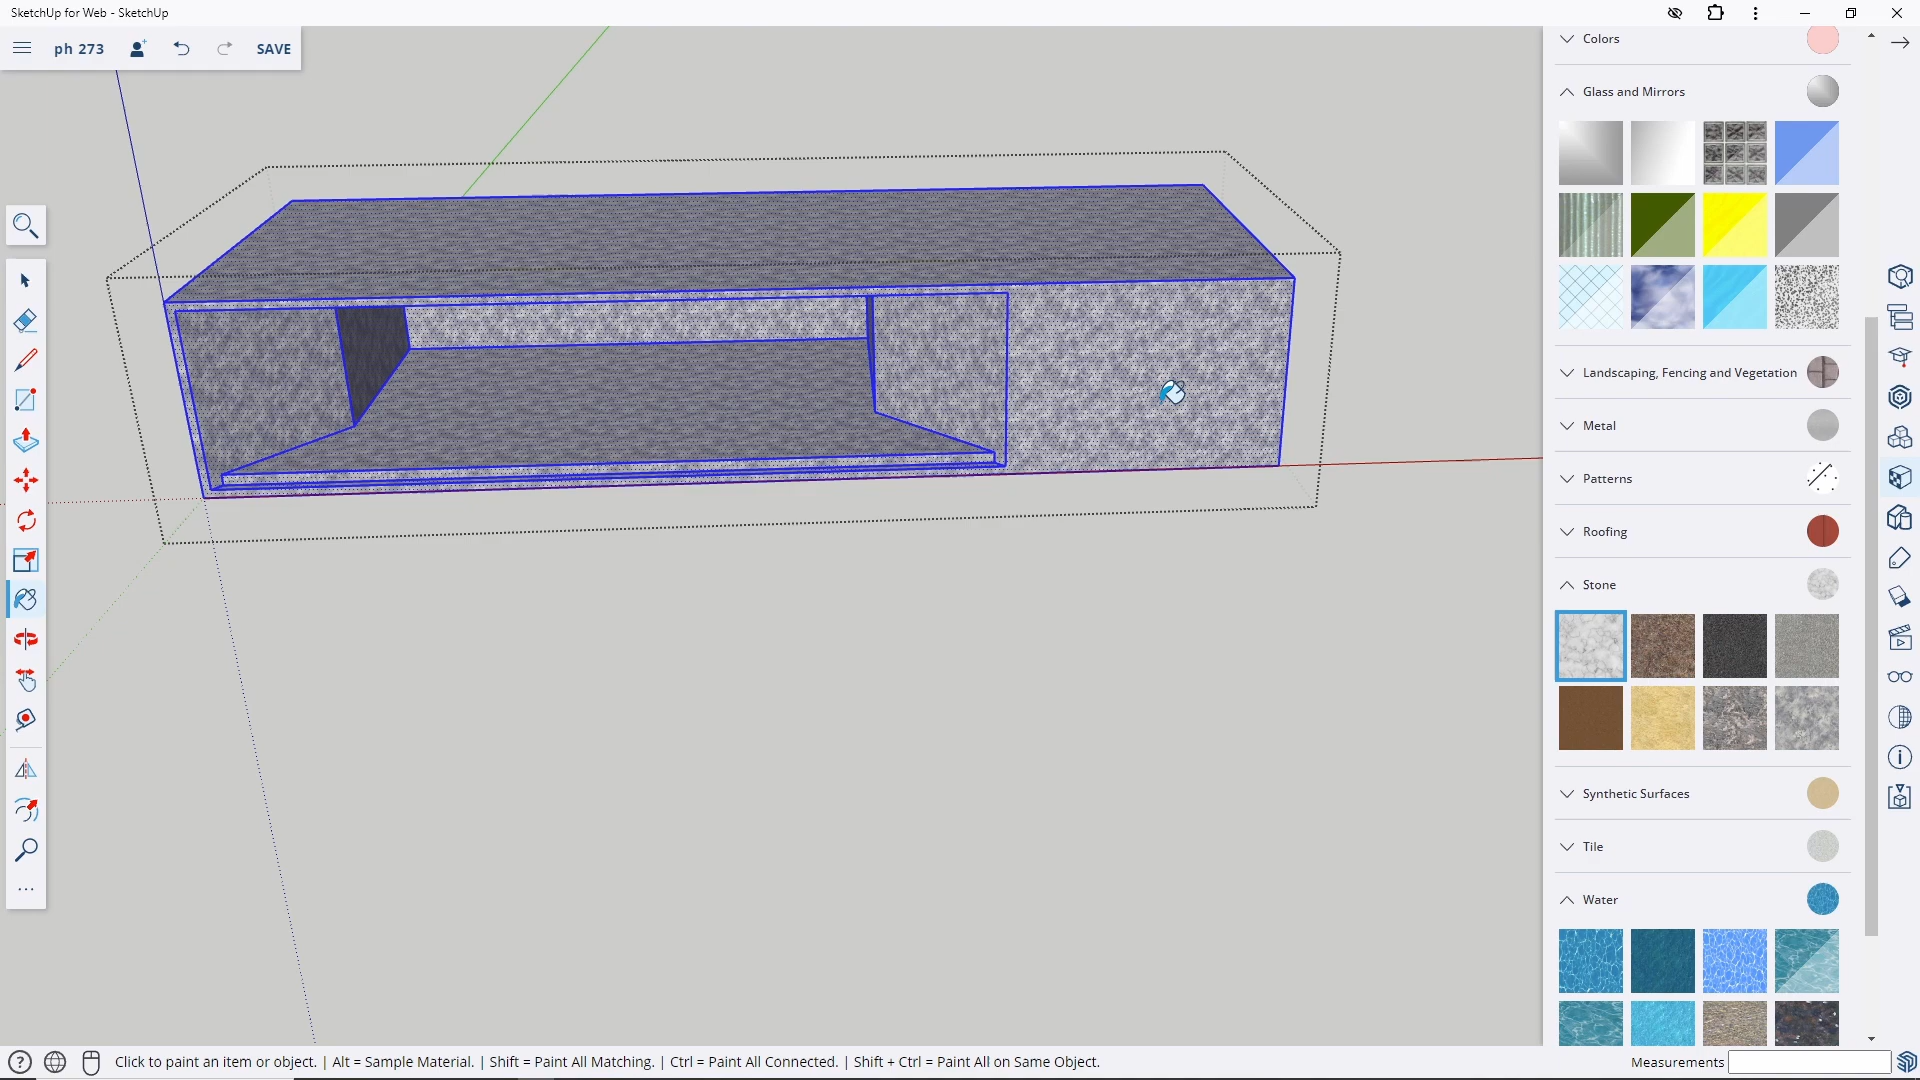 SketchUp for Web - SketchUp
ph 273
SAVE
Colors
Glass and Mirrors
Landscaping, Fencing and Vegetation
Metal
Patterns
Roofing
Stone
Synthetic Surfaces
Tile
Water
Click to paint an item or object. | Alt = Sample Material. | Shift = Paint All Matching. | Ctrl = Paint All Connected. | Shift + Ctrl = Paint All on Same Object.
Measurements